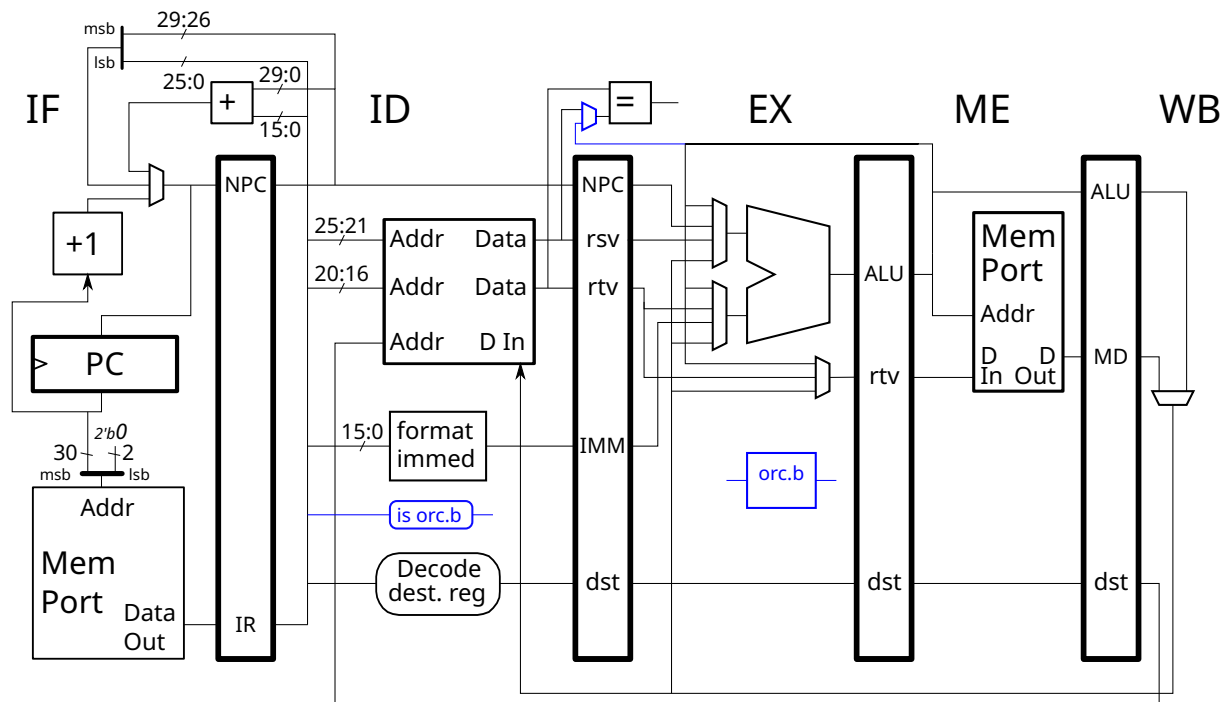 29:26
msb
lsb
25:0
29:0
+
15:0
=
IF
ID
EX
ME
WB
NPC
NPC
ALU
+1
25:21
Addr
Data
rsv
20:16
Addr
Data
rtv
ALU
Mem
Port
Addr
Addr
D In
PC
rtv
D
D
In
Out
MD
2'b0
30
2
msb
lsb
15:0
format
immed
IMM
orc.b
is orc.b
Addr
Mem
Port
Data
Out
IR
Decode
dest. reg
dst
dst
dst